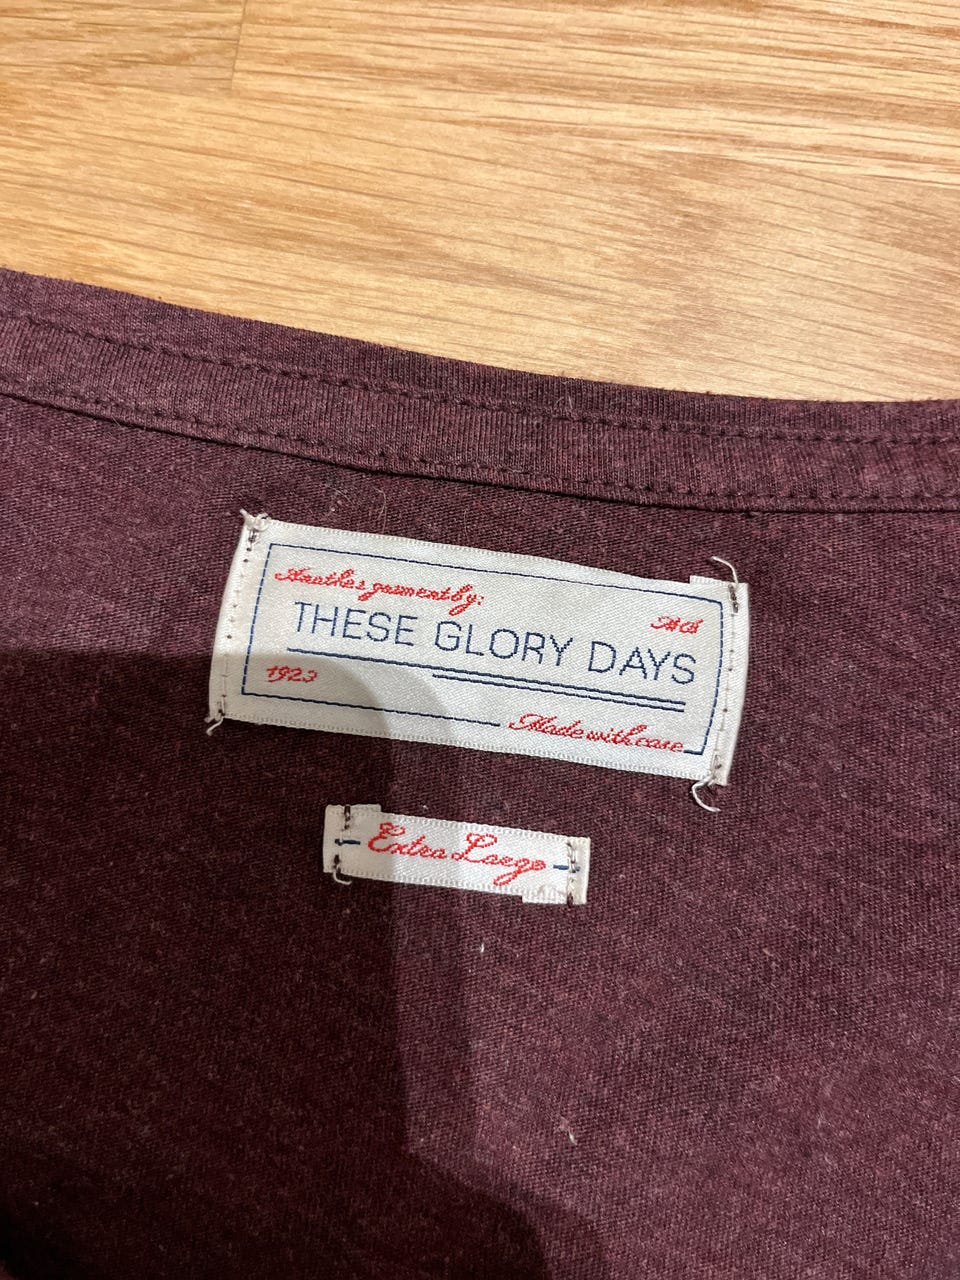 Another garment by:
THESE GLORY DAYS
1923
Made with care
Extra Large